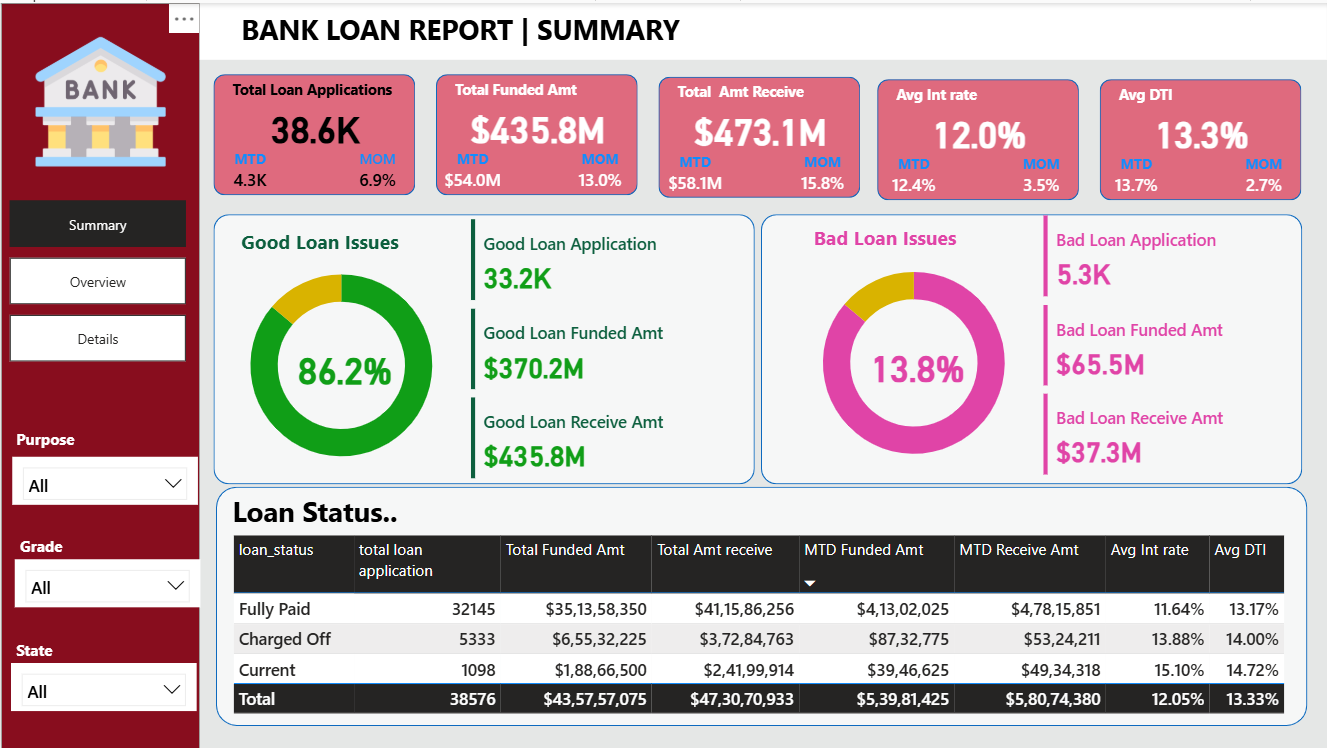 BANK LOAN REPORT | SUMMARY
BANK
Summary
Overview
Details
Purpose
All
Grade
All
State
All
Total Loan Applications
38.6K
MTD MOM
4.3K 6.9%
Total Funded Amt
$435.8M
MTD MOM
$54.0M 13.0%
Total Amt Receive
$473.1M
MTD MOM
$58.1M 15.8%
Avg Int rate
12.0%
MTD MOM
12.4% 3.5%
Avg DTI
13.3%
MTD MOM
13.7% 2.7%
Good Loan Issues
86.2%
Good Loan Application
33.2K
Good Loan Funded Amt
$370.2M
Good Loan Receive Amt
$435.8M
Bad Loan Issues
13.8%
Bad Loan Application
5.3K
Bad Loan Funded Amt
$65.5M
Bad Loan Receive Amt
$37.3M
Loan Status..
loan_status total loan application Total Funded Amt Total Amt receive MTD Funded Amt MTD Receive Amt Avg Int rate Avg DTI
Fully Paid 32145 $35,13,58,350 $41,15,86,256 $4,13,02,025 $4,78,15,851 11.64% 13.17%
Charged Off 5333 $6,55,32,225 $3,72,84,763 $87,32,775 $53,24,211 13.88% 14.00%
Current 1098 $1,88,66,500 $2,41,99,914 $39,46,625 $49,34,318 15.10% 14.72%
Total 38576 $43,57,57,075 $47,30,70,933 $5,39,81,425 $5,80,74,380 12.05% 13.33%